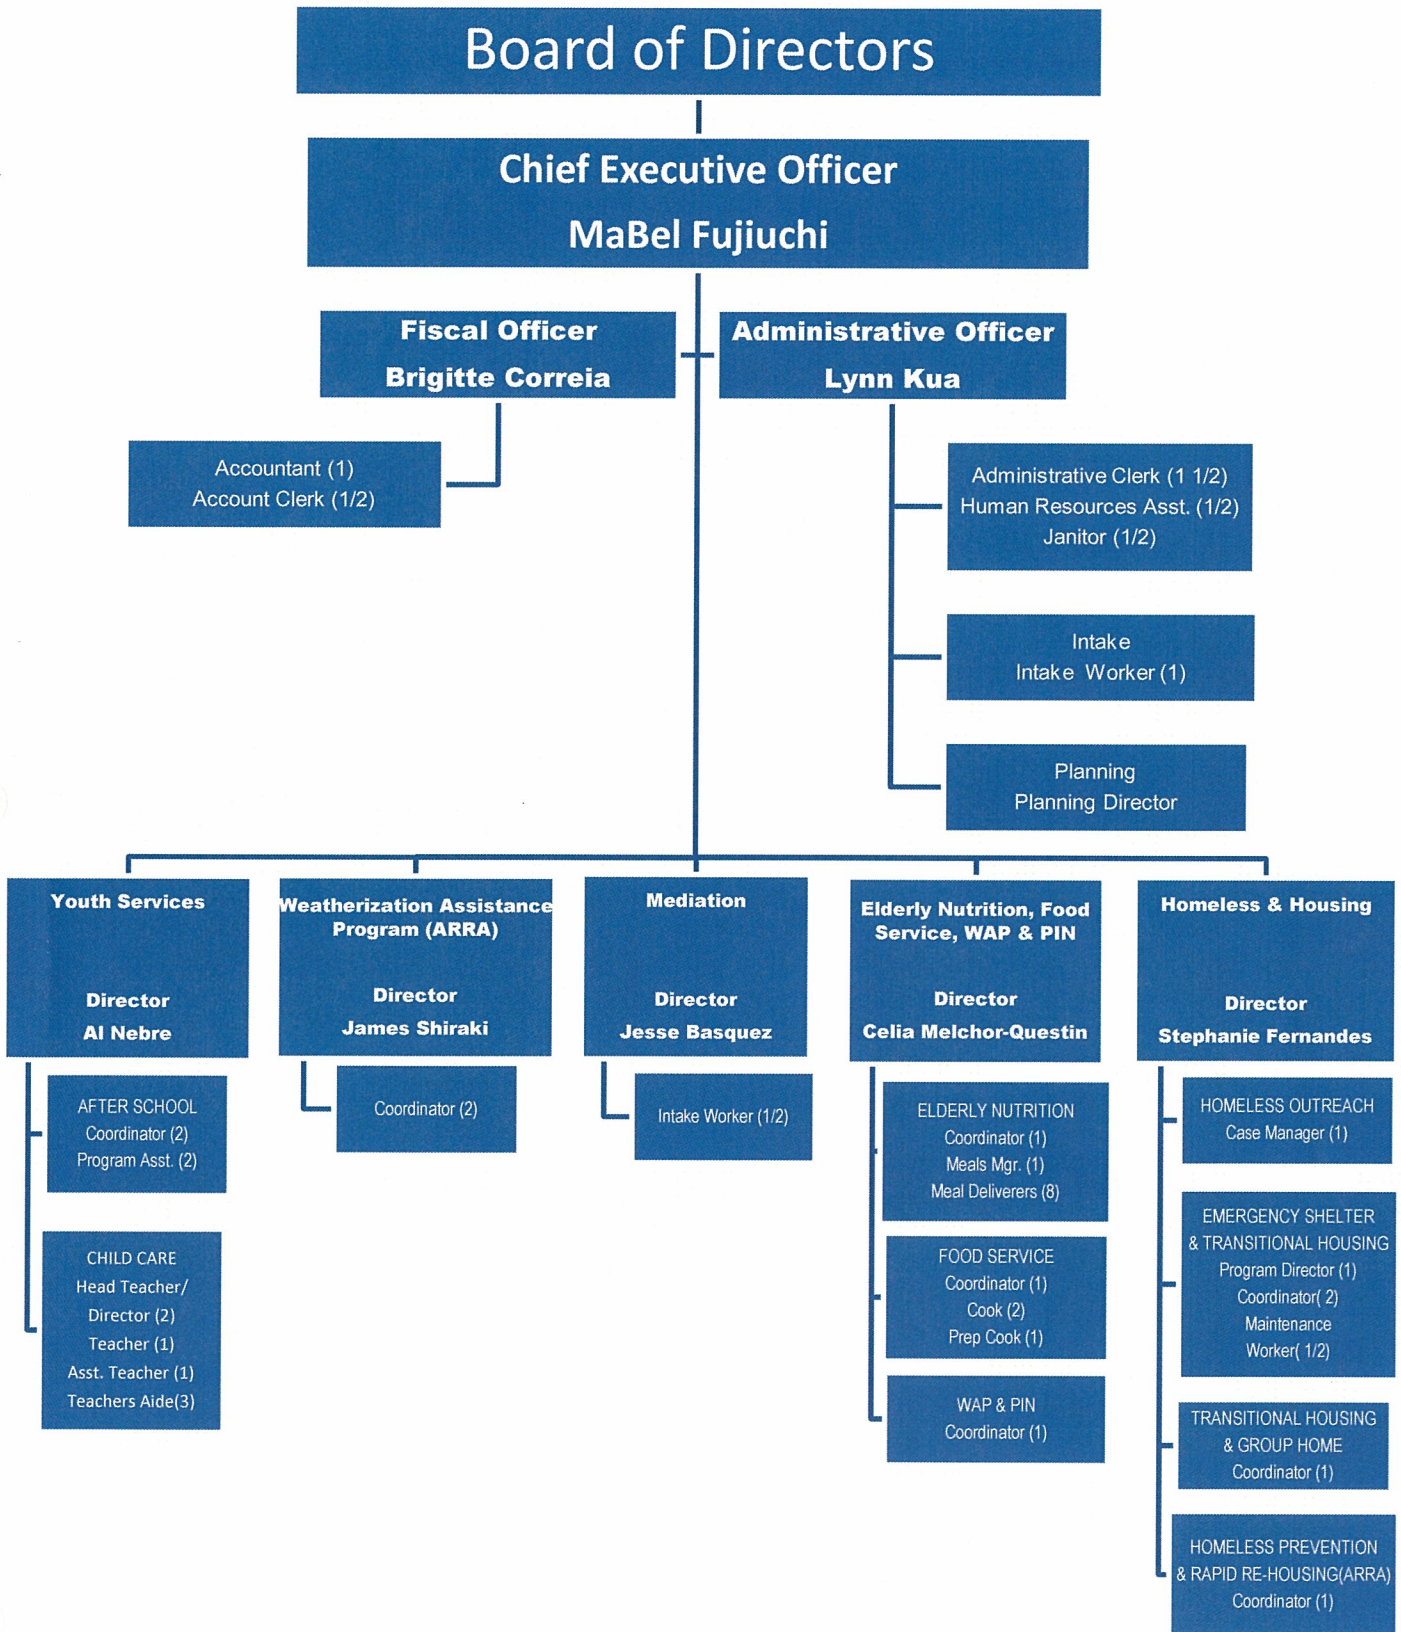 Board of Directors
Chief Executive Officer
MaBel Fujiuchi
Fiscal Officer
Brigitte Correia
Administrative Officer
Lynn Kua
Accountant (1)
Account Clerk (1/2)
Administrative Clerk (1 1/2)
Human Resources Asst. (1/2)
Janitor (1/2)
Intake
Intake Worker (1)
Planning
Planning Director
Youth Services
Director
Al Nebre
AFTER SCHOOL
Coordinator (2)
Program Asst. (2)
CHILD CARE
Head Teacher/
Director (2)
Teacher (1)
Asst. Teacher (1)
Teachers Aide(3)
Weatherization Assistance
Program (ARRA)
Director
James Shiraki
Coordinator (2)
Mediation
Director
Jesse Basquez
Intake Worker (1/2)
Elderly Nutrition, Food
Service, WAP & PIN
Director
Celia Melchor-Questin
ELDERLY NUTRITION
Coordinator (1)
Meals Mgr. (1)
Meal Deliverers (8)
FOOD SERVICE
Coordinator (1)
Cook (2)
Prep Cook (1)
WAP & PIN
Coordinator (1)
Homeless & Housing
Director
Stephanie Fernandes
HOMELESS OUTREACH
Case Manager (1)
EMERGENCY SHELTER
& TRANSITIONAL HOUSING
Program Director (1)
Coordinator( 2)
Maintenance
Worker( 1/2)
TRANSITIONAL HOUSING
& GROUP HOME
Coordinator (1)
HOMELESS PREVENTION
& RAPID RE-HOUSING(ARRA)
Coordinator (1)